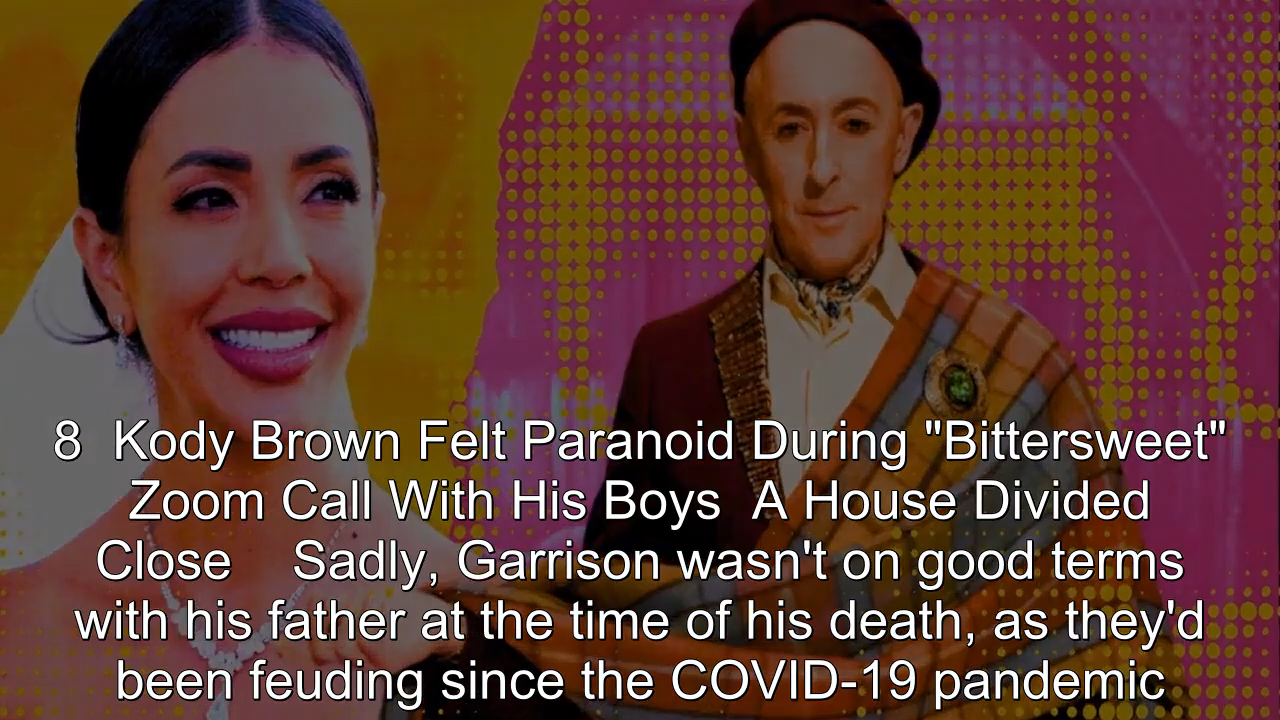 8  Kody Brown Felt Paranoid During "Bittersweet"
Zoom Call With His Boys  A House Divided
Close    Sadly, Garrison wasn't on good terms
with his father at the time of his death, as they'd
been feuding since the COVID-19 pandemic